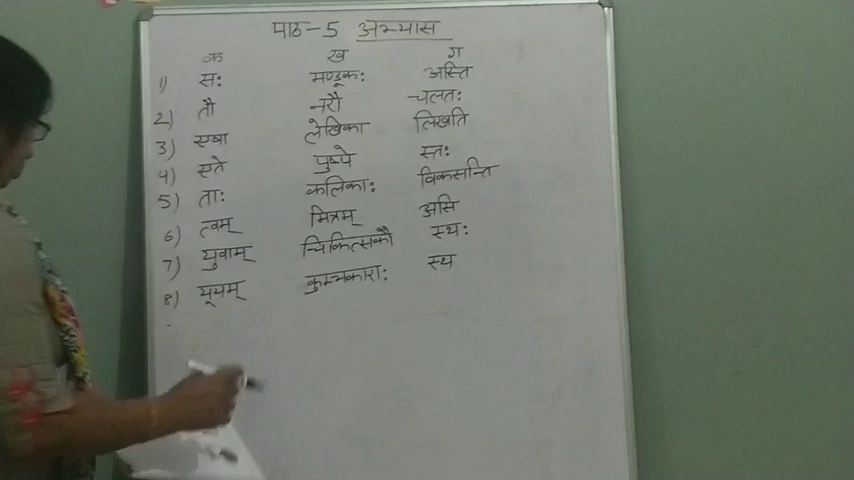 पाठ-5 अभ्यास
क ख ग
1) सः मण्डूकः अस्ति
2) तौ नरौ चलतः
3) एषा लेखिका लिखति
4) एते पुष्पे स्तः
5) ताः कलिकाः विकसन्ति
6) त्वम् मित्रम् असि
7) युवाम् चिकित्सकौ स्थः
8) यूयम् कुम्भकाराः स्थ